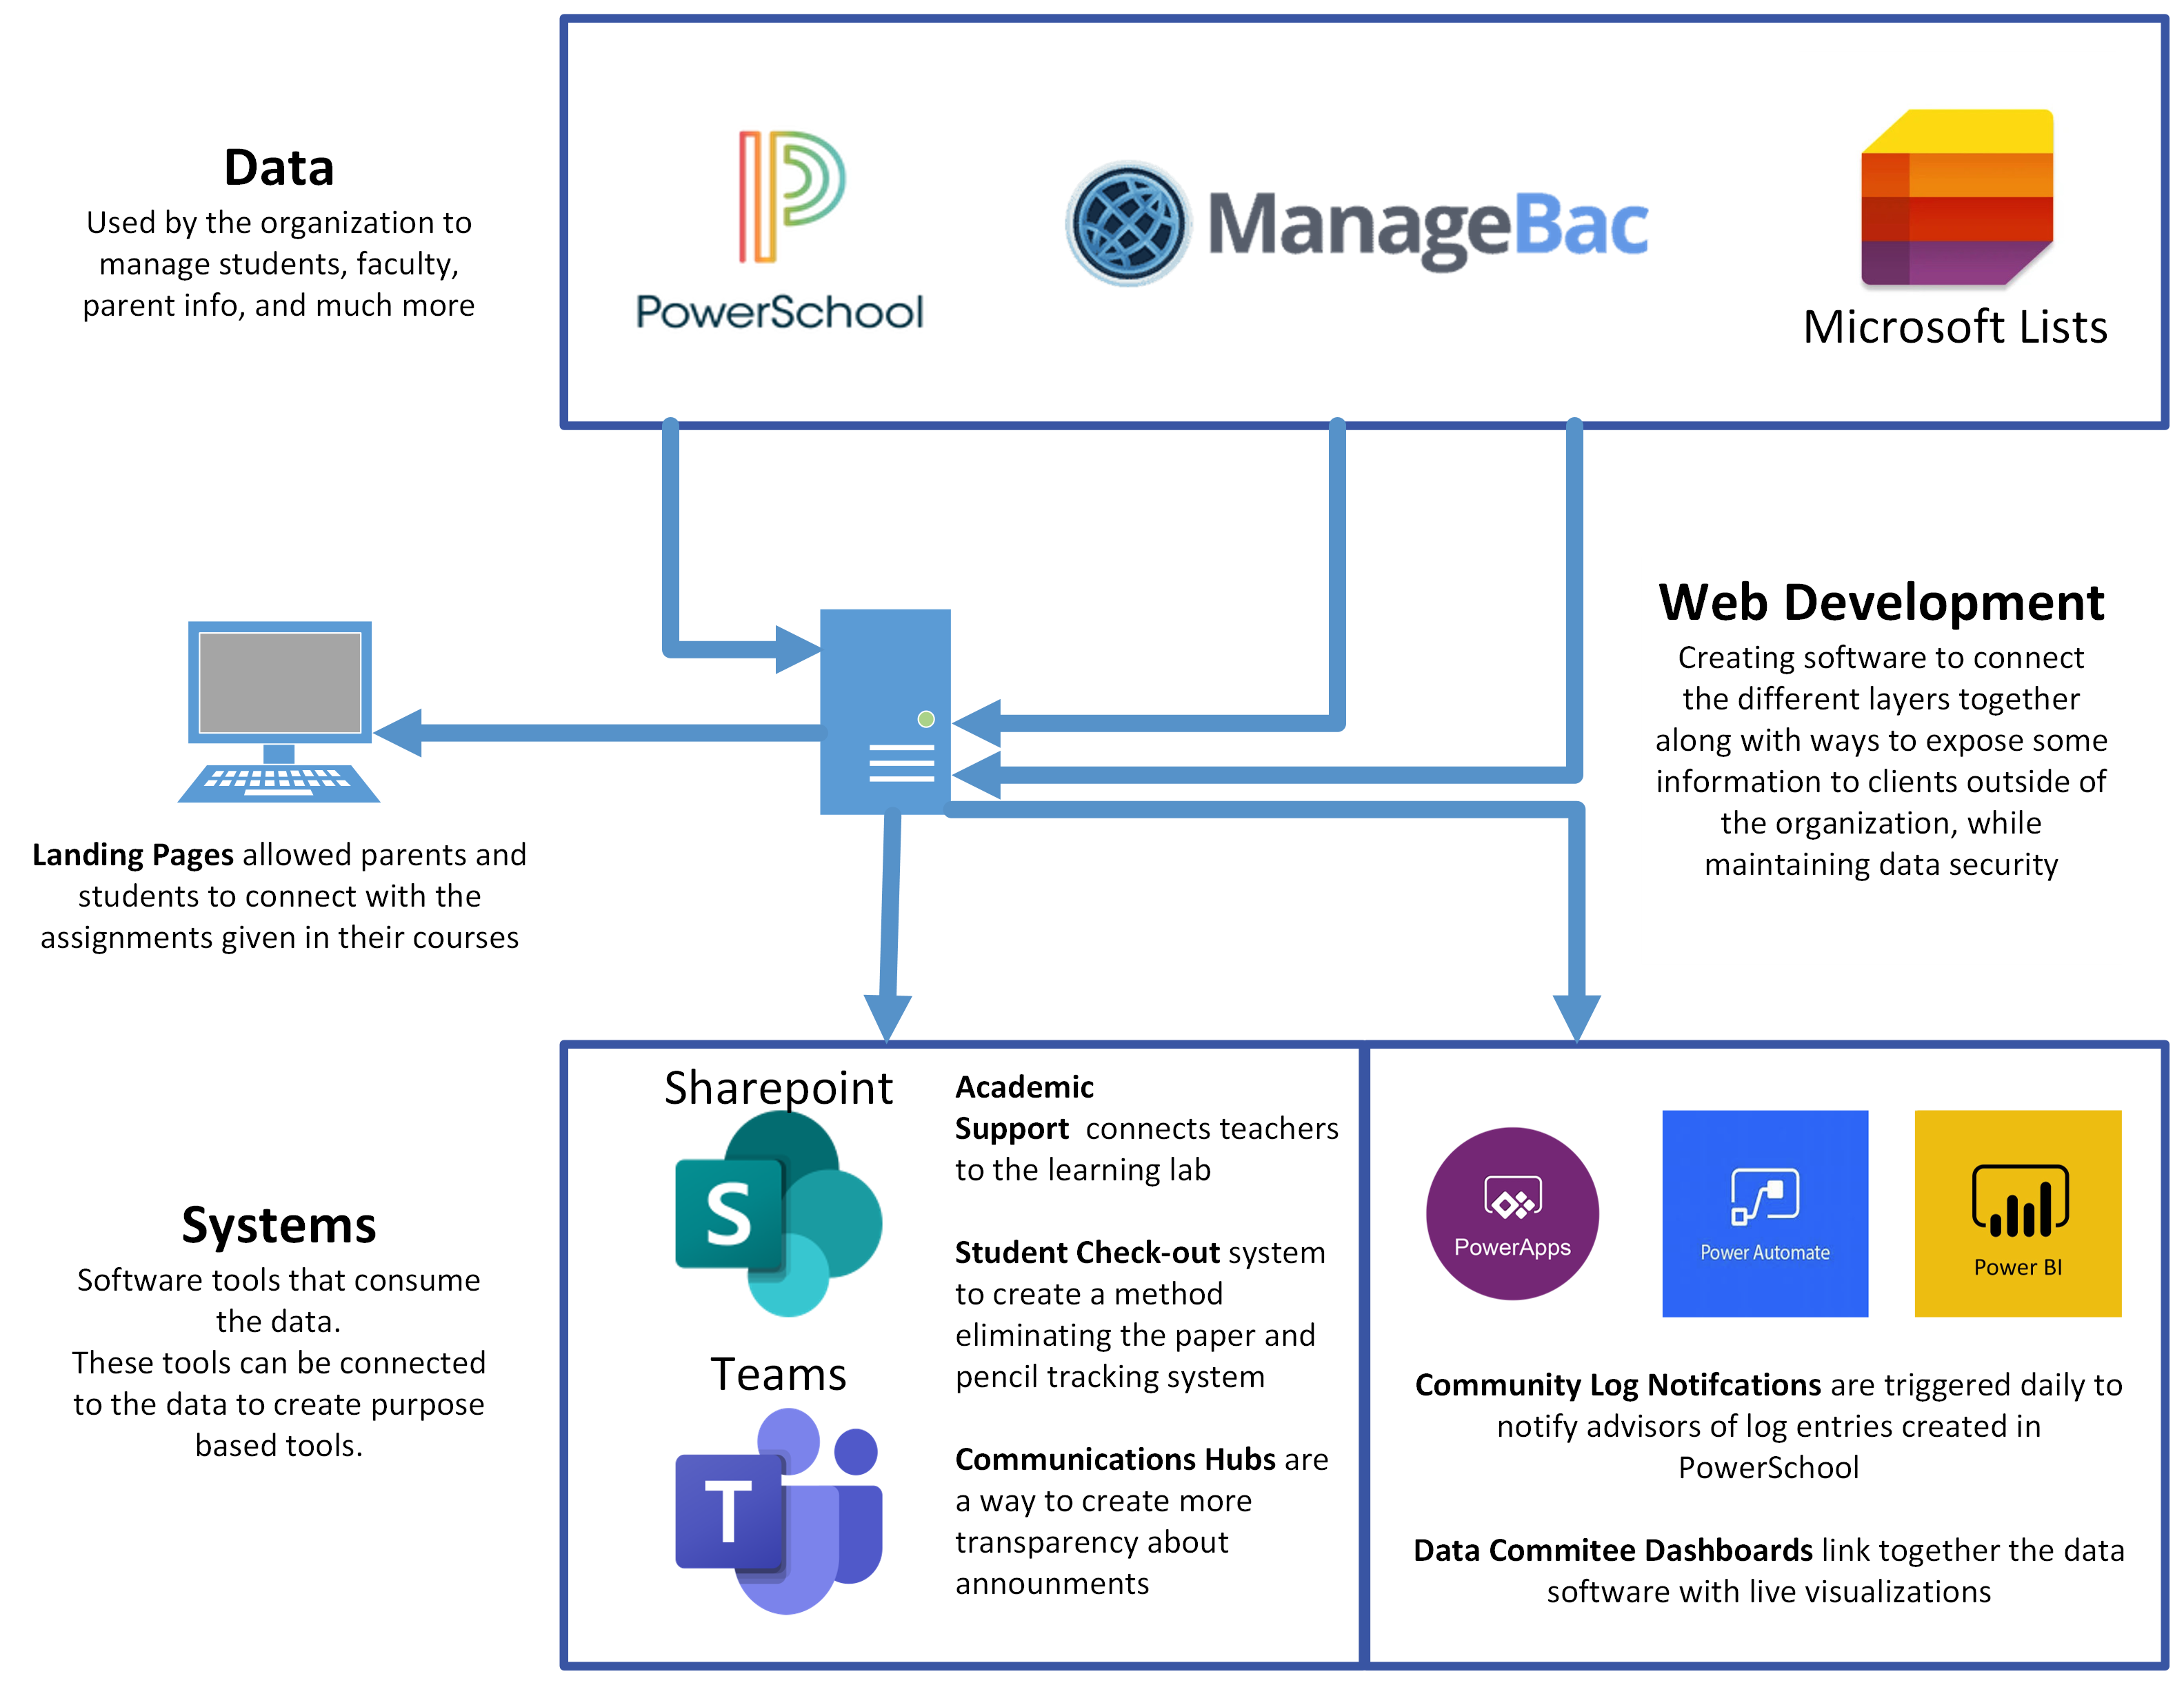 Data
Used by the organization to
manage students, faculty,
parent info, and much more
PowerSchool
ManageBac
Microsoft Lists
Web Development
Creating software to connect
the different layers together
along with ways to expose some
information to clients outside of
the organization, while
maintaining data security
Landing Pages allowed parents and
students to connect with the
assignments given in their courses
Systems
Software tools that consume
the data.
These tools can be connected
to the data to create purpose
based tools.
Sharepoint
S
Teams
T
Academic
Support connects teachers
to the learning lab
Student Check-out system
to create a method
eliminating the paper and
pencil tracking system
Communications Hubs are
a way to create more
transparency about
announments
PowerApps
Power Automate
Power BI
Community Log Notifcations are triggered daily to
notify advisors of log entries created in
PowerSchool
Data Commitee Dashboards link together the data
software with live visualizations